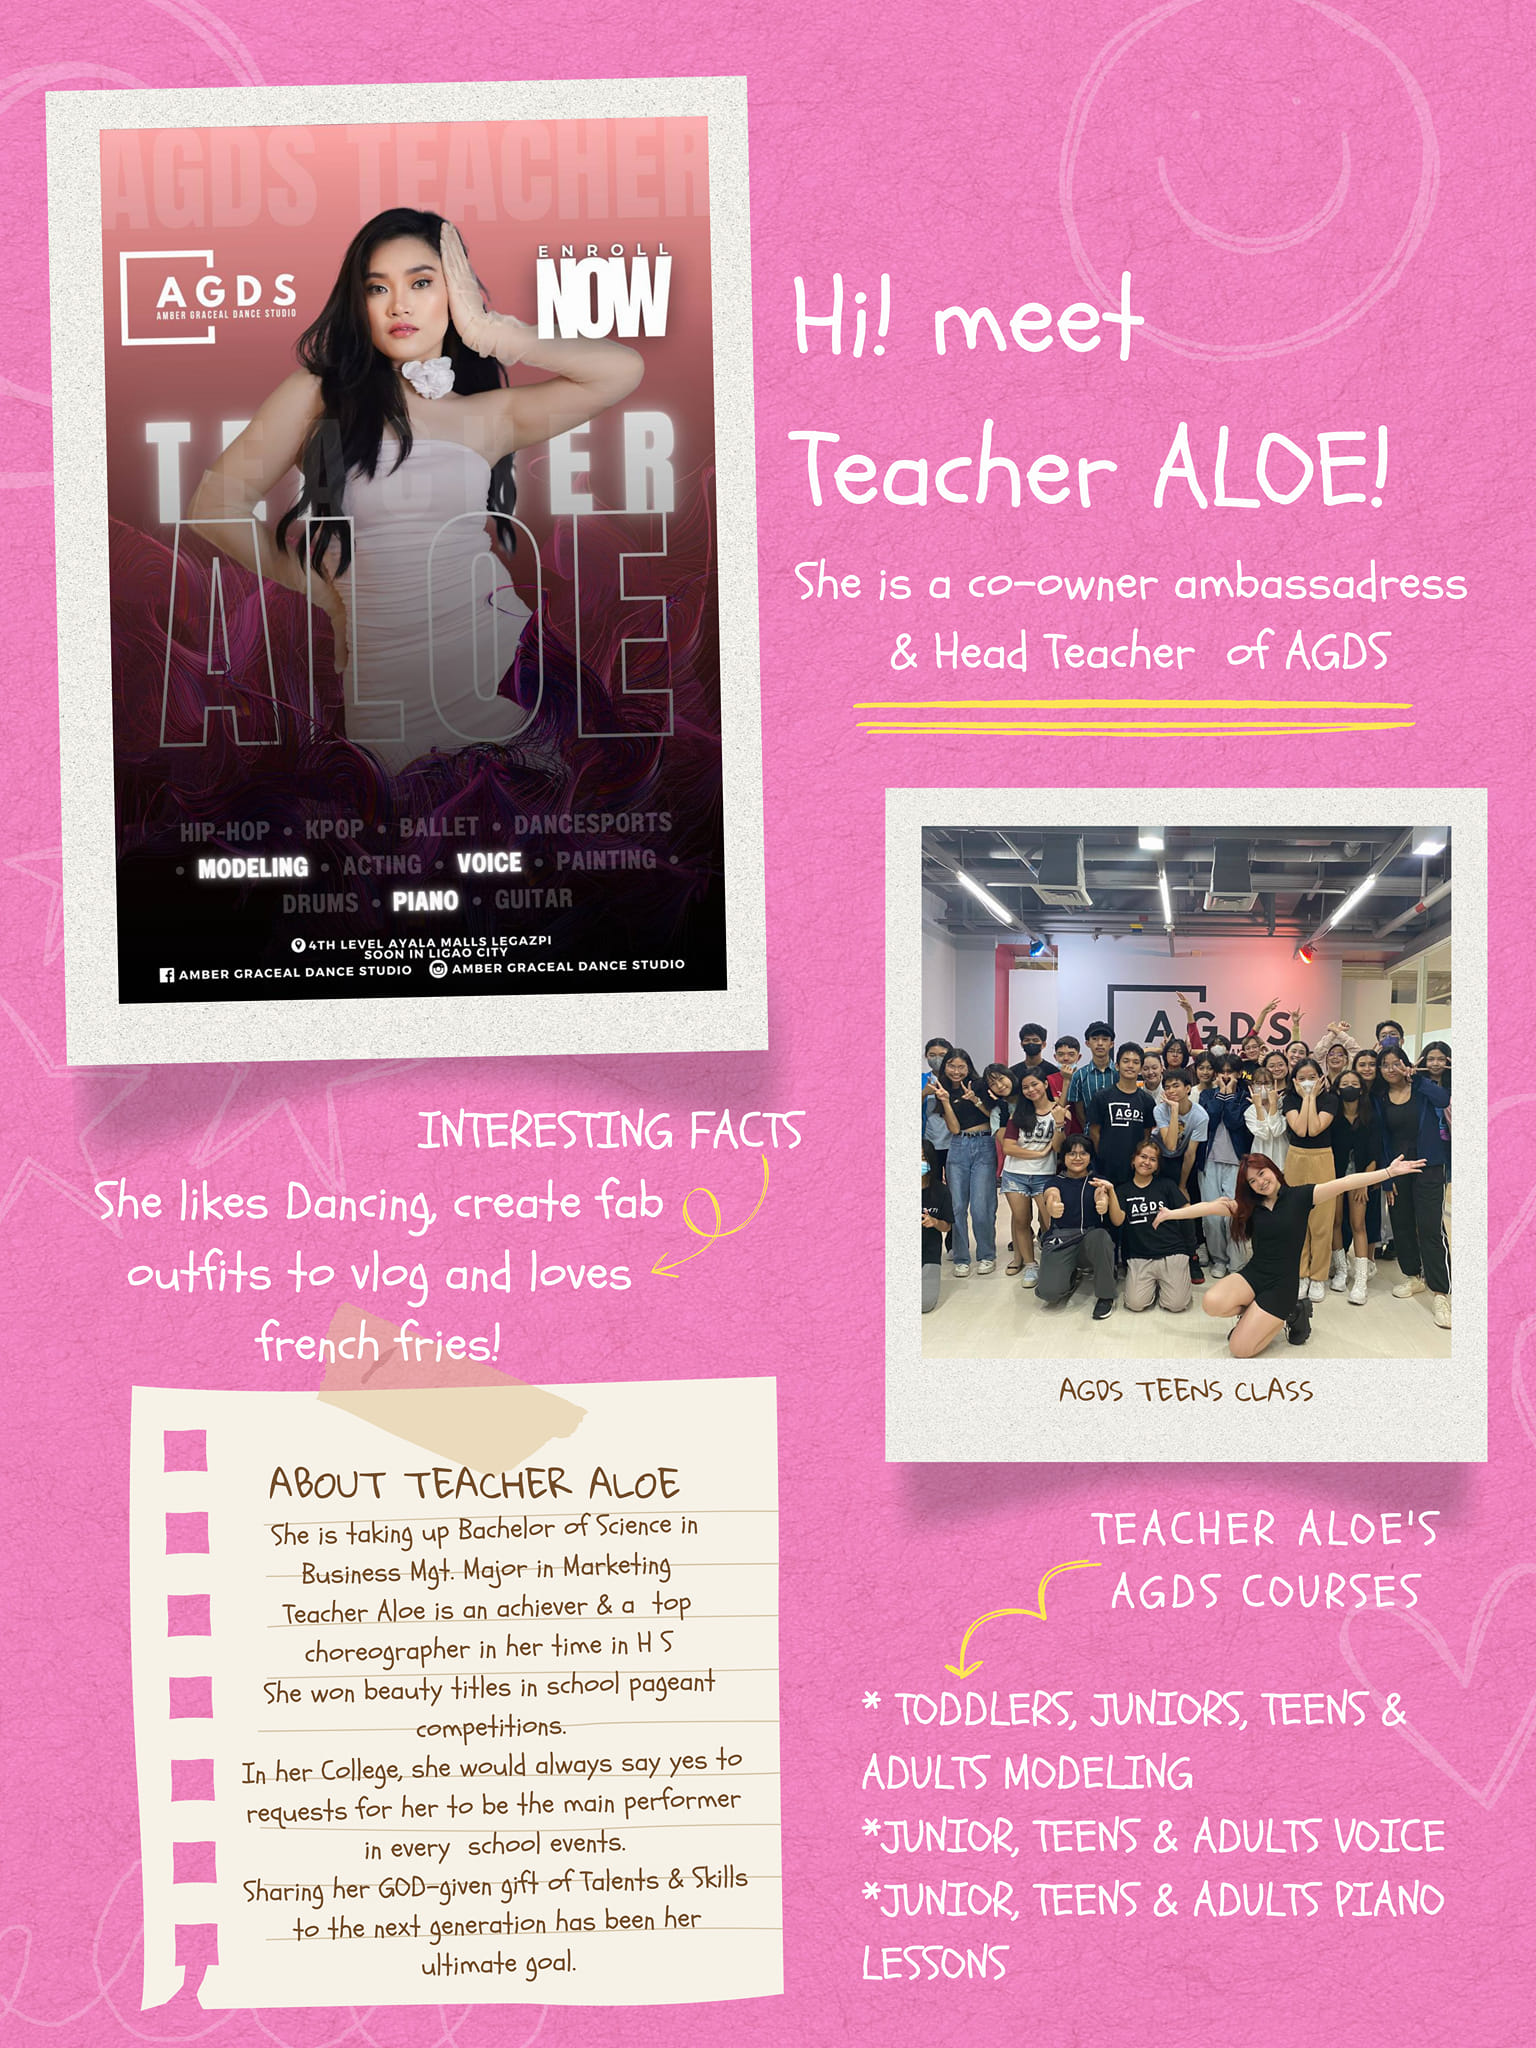 AGDS TEACHER
AGDS
AMBER GRACEAL DANCE STUDIO
ENROLL
NOW
TEACHER
ALOE
HIP-HOP • KPOP • BALLET • DANCESPORTS
• MODELING • ACTING • VOICE • PAINTING •
DRUMS • PIANO • GUITAR
4TH LEVEL AYALA MALLS LEGAZPI
SOON IN LIGAO CITY
AMBER GRACEAL DANCE STUDIO AMBER GRACEAL DANCE STUDIO
Hi! meet
Teacher ALOE!
She is a co-owner ambassadress
& Head Teacher of AGDS
AGDS
AGDS
AGDS
AGDS TEENS CLASS
INTERESTING FACTS
She likes Dancing, create fab
outfits to vlog and loves
french fries!
ABOUT TEACHER ALOE
She is taking up Bachelor of Science in
Business Mgt. Major in Marketing
Teacher Aloe is an achiever & a top
choreographer in her time in H S
She won beauty titles in school pageant
competitions.
In her College, she would always say yes to
requests for her to be the main performer
in every school events.
Sharing her GOD-given gift of Talents & Skills
to the next generation has been her
ultimate goal.
TEACHER ALOE'S
AGDS COURSES
* TODDLERS, JUNIORS, TEENS &
ADULTS MODELING
*JUNIOR, TEENS & ADULTS VOICE
*JUNIOR, TEENS & ADULTS PIANO
LESSONS